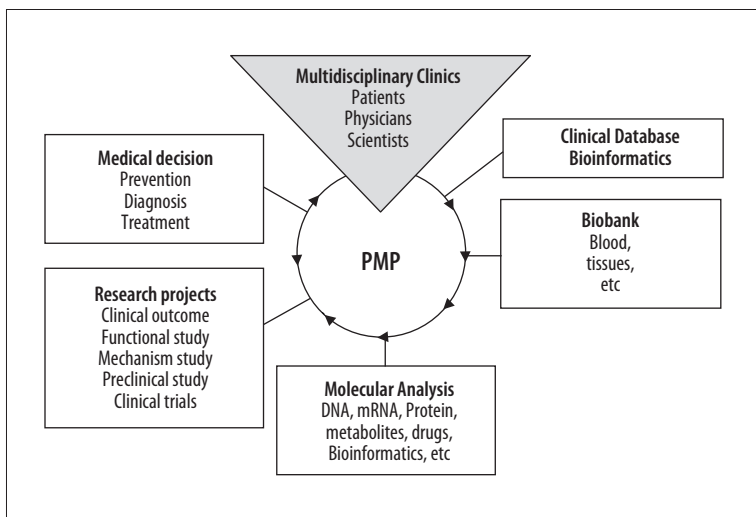 Multidisciplinary Clinics
Patients
Physicians
Scientists
Clinical Database
Bioinformatics
Medical decision
Prevention
Diagnosis
Treatment
Biobank
Blood,
tissues,
etc
PMP
Research projects
Clinical outcome
Functional study
Mechanism study
Preclinical study
Clinical trials
Molecular Analysis
DNA, mRNA, Protein,
metabolites, drugs,
Bioinformatics, etc